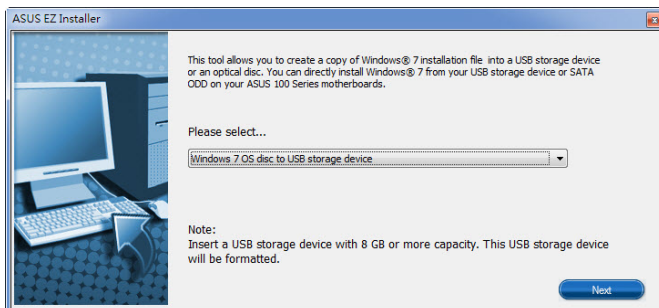 ASUS EZ Installer
This tool allows you to create a copy of Windows® 7 installation file into a USB storage device
or an optical disc. You can directly install Windows® 7 from your USB storage device or SATA
ODD on your ASUS 100 Series motherboards.
Please select...
Windows 7 OS disc to USB storage device
Note:
Insert a USB storage device with 8 GB or more capacity. This USB storage device
will be formatted.
Next